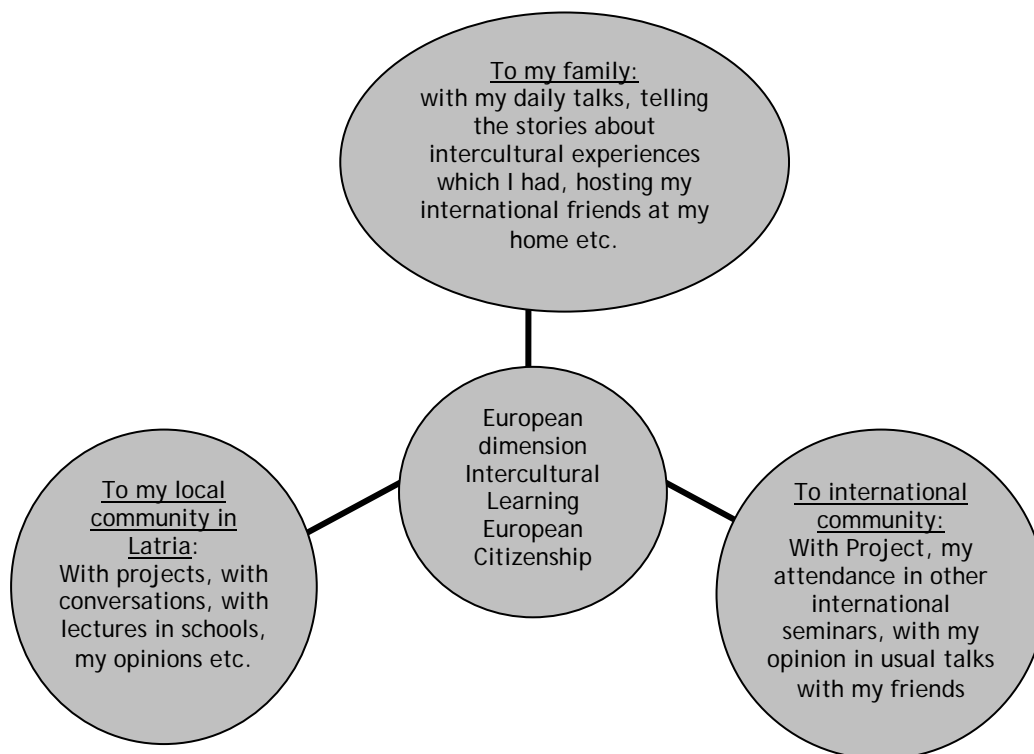 To my family:
with my daily talks, telling
the stories about
intercultural experiences
which I had, hosting my
international friends at my
home etc.
European
dimension
Intercultural
Learning
European
Citizenship
To my local
community in
Latria:
With projects, with
conversations, with
lectures in schools,
my opinions etc.
To international
community:
With Project, my
attendance in other
international
seminars, with my
opinion in usual talks
with my friends